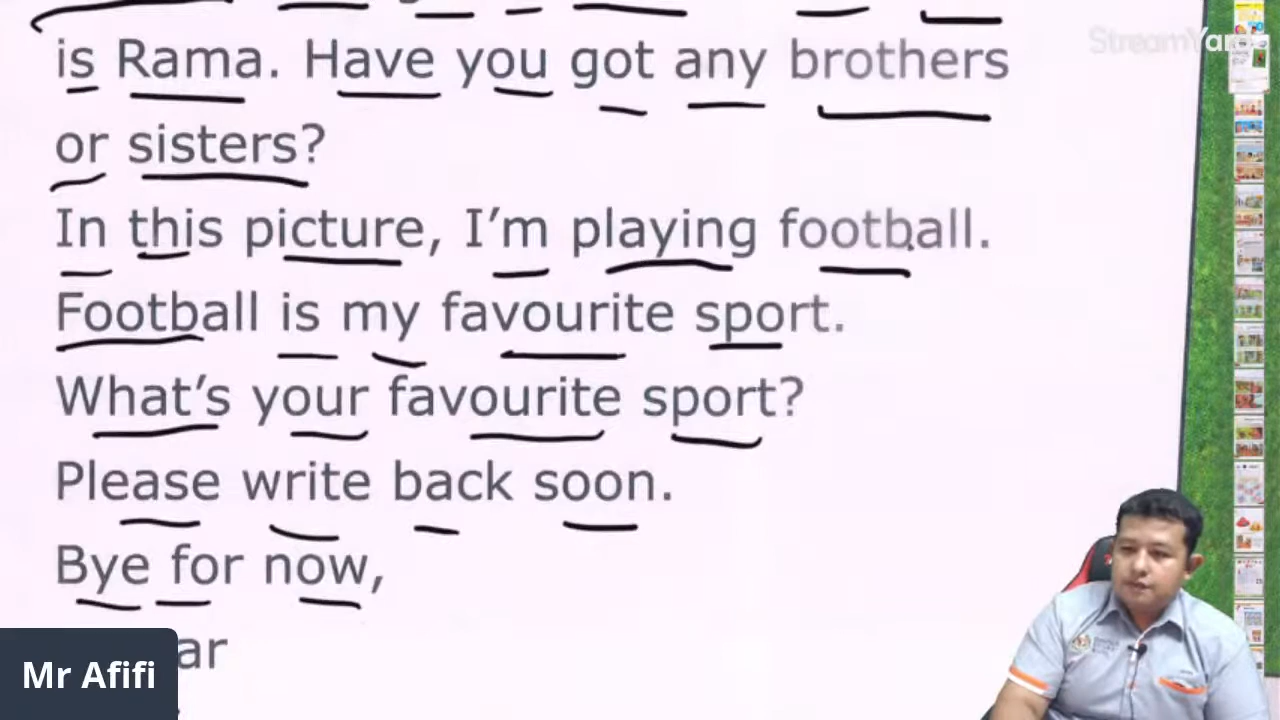 is Rama. Have you got any brothers
or sisters?
In this picture, I'm playing football.
Football is my favourite sport.
What's your favourite sport?
Please write back soon.
Bye for now,
ar
Mr Afifi